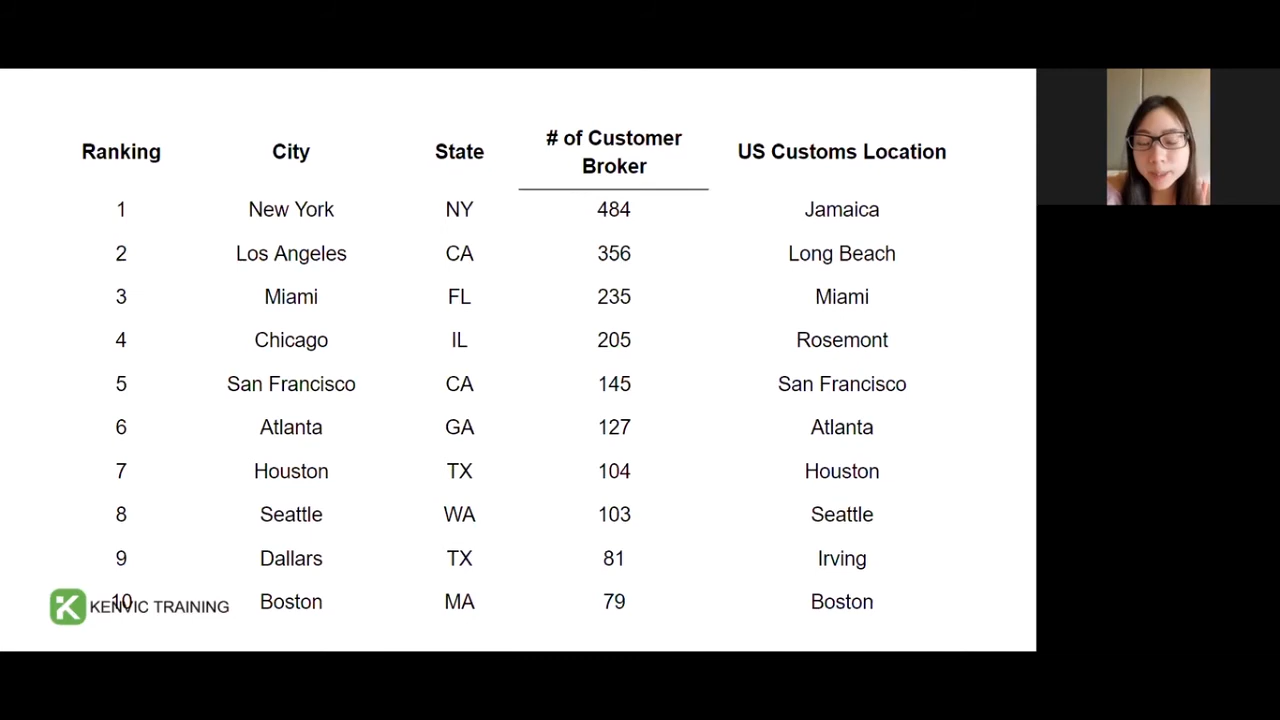 Ranking City State # of Customer Broker US Customs Location
1 New York NY 484 Jamaica
2 Los Angeles CA 356 Long Beach
3 Miami FL 235 Miami
4 Chicago IL 205 Rosemont
5 San Francisco CA 145 San Francisco
6 Atlanta GA 127 Atlanta
7 Houston TX 104 Houston
8 Seattle WA 103 Seattle
9 Dallars TX 81 Irving
10 Boston MA 79 Boston
KENVIC TRAINING